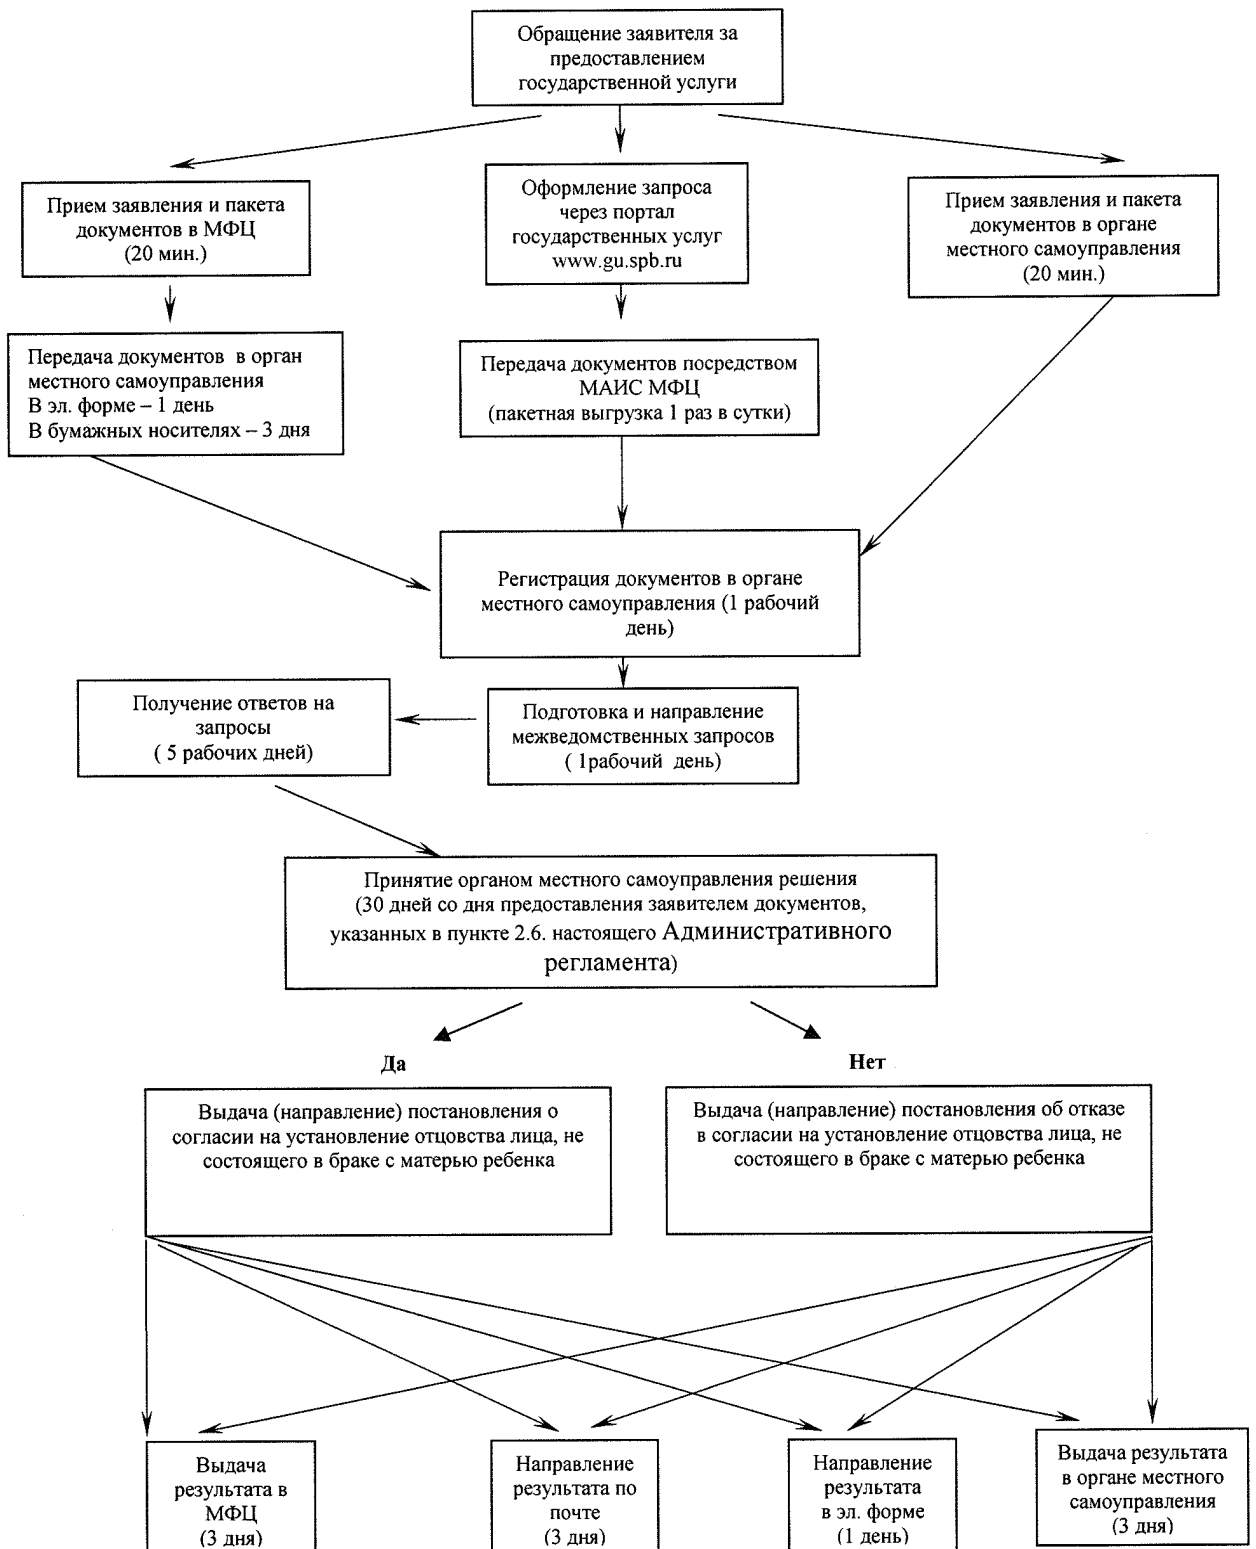 Обращение заявителя за
предоставлением
государственной услуги
Прием заявления и пакета
документов в МФЦ
(20 мин.)
Оформление запроса
через портал
государственных услуг
www.gu.spb.ru
Прием заявления и пакета
документов в органе
местного самоуправления
(20 мин.)
Передача документов в орган
местного самоуправления
В эл. форме – 1 день
В бумажных носителях – 3 дня
Передача документов посредством
МАИС МФЦ
(пакетная выгрузка 1 раз в сутки)
Регистрация документов в органе
местного самоуправления (1 рабочий
день)
Получение ответов на
запросы
( 5 рабочих дней)
Подготовка и направление
межведомственных запросов
( 1рабочий день)
Принятие органом местного самоуправления решения
(30 дней со дня предоставления заявителем документов,
указанных в пункте 2.6. настоящего Административного
регламента)
Да
Нет
Выдача (направление) постановления о
согласии на установление отцовства лица, не
состоящего в браке с матерью ребенка
Выдача (направление) постановления об отказе
в согласии на установление отцовства лица, не
состоящего в браке с матерью ребенка
Выдача
результата в
МФЦ
(3 дня)
Направление
результата по
почте
(3 дня)
Направление
результата
в эл. форме
(1 день)
Выдача результата
в органе местного
самоуправления
(3 дня)